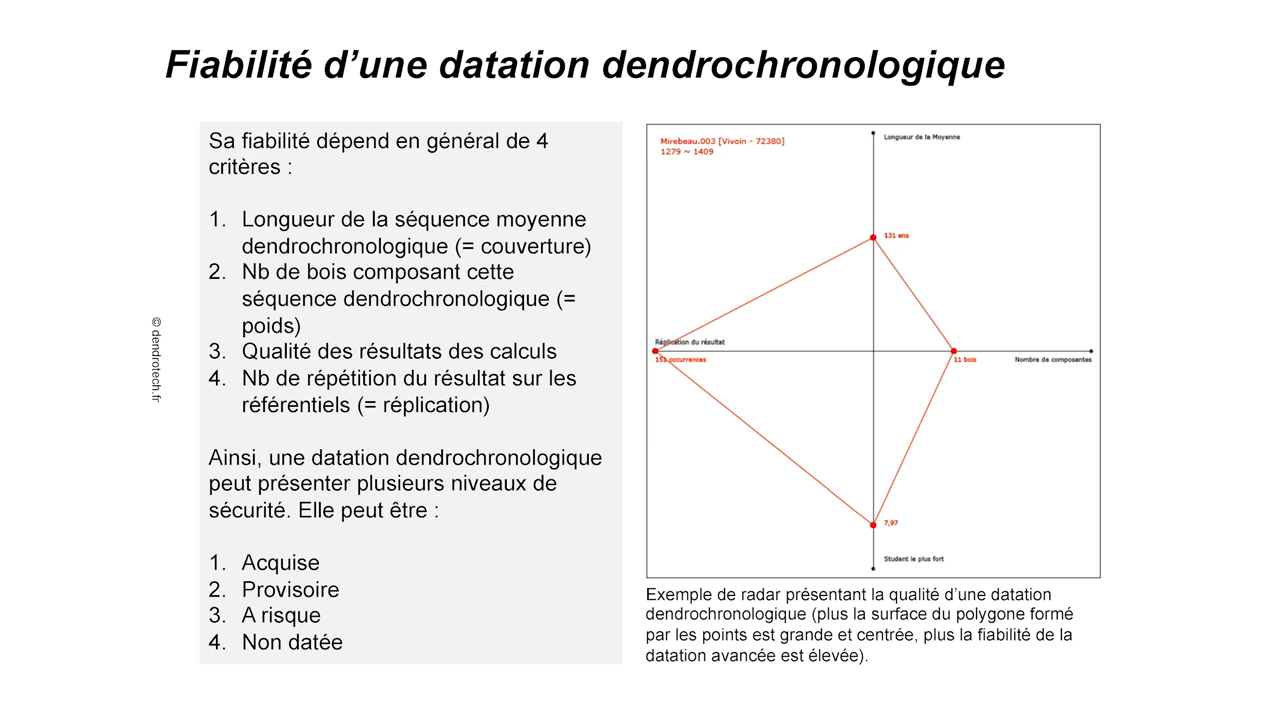 Fiabilité d’une datation dendrochronologique
Sa fiabilité dépend en général de 4
critères :
1. Longueur de la séquence moyenne
dendrochronologique (= couverture)
2. Nb de bois composant cette
séquence dendrochronologique (=
poids)
3. Qualité des résultats des calculs
4. Nb de répétition du résultat sur les
référentiels (= réplication)
Ainsi, une datation dendrochronologique
peut présenter plusieurs niveaux de
sécurité. Elle peut être :
1. Acquise
2. Provisoire
3. A risque
4. Non datée
© dendrotech.fr
Mirebeau.003 [Vivoin - 72380]
1279 ~ 1409
Longueur de la Moyenne
131 ans
Réplication du résultat
151 occurrences
11 bois
Nombre de composantes
7,97
Student le plus fort
Exemple de radar présentant la qualité d’une datation
dendrochronologique (plus la surface du polygone formé
par les points est grande et centrée, plus la fiabilité de la
datation avancée est élevée).